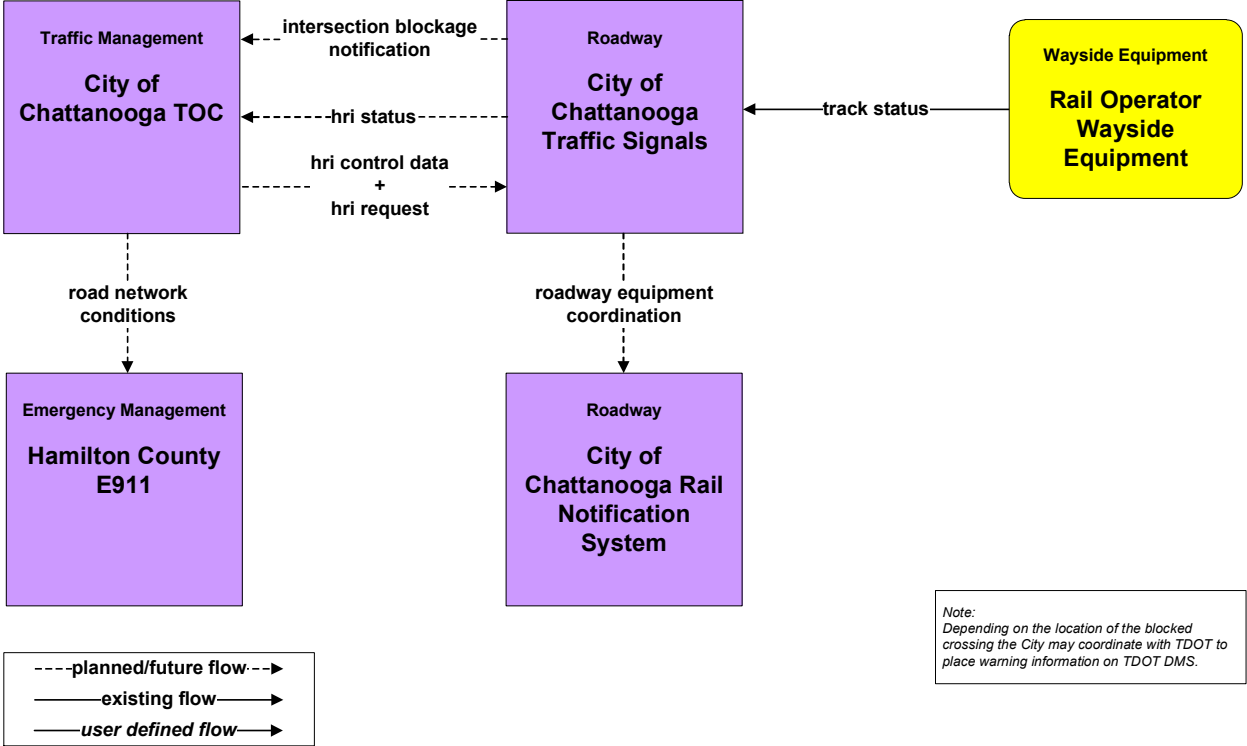 Traffic Management
City of
Chattanooga TOC
intersection blockage
notification
hri status
hri control data
+
hri request
Roadway
City of
Chattanooga
Traffic Signals
track status
Wayside Equipment
Rail Operator
Wayside
Equipment
road network
conditions
roadway equipment
coordination
Emergency Management
Hamilton County
E911
Roadway
City of
Chattanooga Rail
Notification
System
Note:
Depending on the location of the blocked
crossing the City may coordinate with TDOT to
place warning information on TDOT DMS.
planned/future flow
existing flow
user defined flow